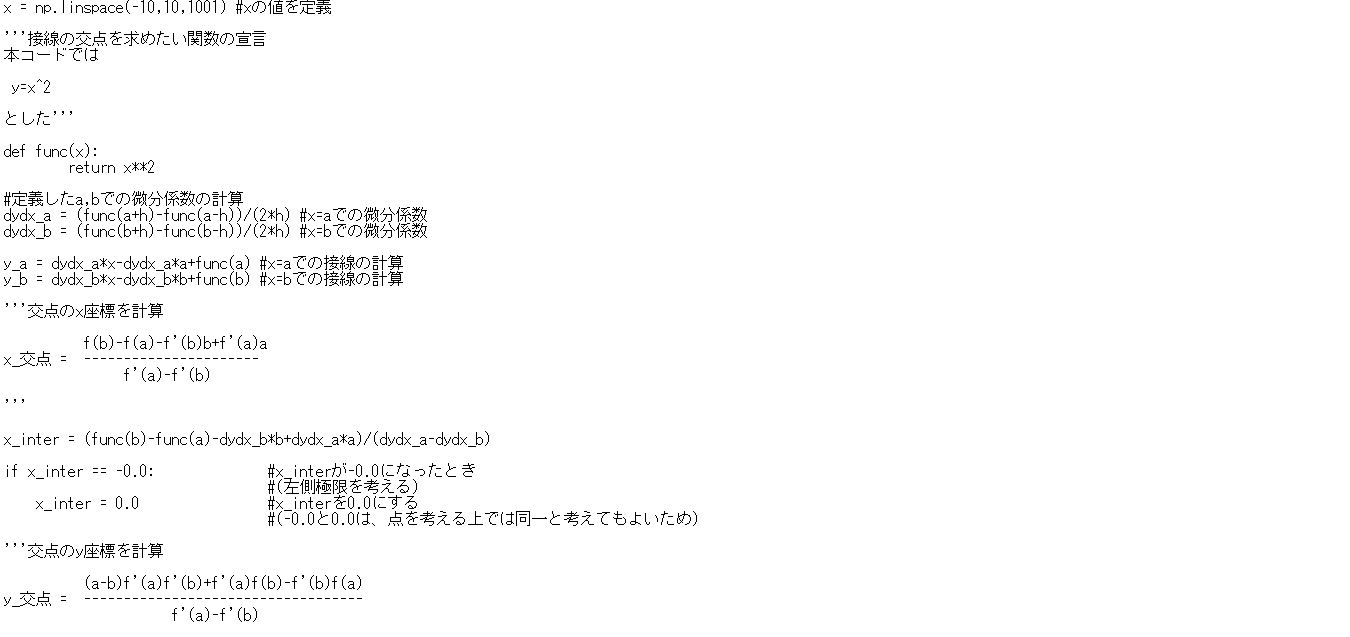 x = np.linspace(-10,10,1001) #xの値を定義
'''接線の交点を求めたい関数の宣言
本コードでは
y=x^2
とした'''
def func(x):
return x**2
#定義したa,bでの微分係数の計算
dydx_a = (func(a+h)-func(a-h))/(2*h) #x=aでの微分係数
dydx_b = (func(b+h)-func(b-h))/(2*h) #x=bでの微分係数
y_a = dydx_a*x-dydx_a*a+func(a) #x=aでの接線の計算
y_b = dydx_b*x-dydx_b*b+func(b) #x=bでの接線の計算
'''交点のx座標を計算
f(b)-f(a)-f'(b)b+f'(a)a
x_交点 = ----------------------
f'(a)-f'(b)
'''
x_inter = (func(b)-func(a)-dydx_b*b+dydx_a*a)/(dydx_a-dydx_b)
if x_inter == -0.0: #x_interが-0.0になったとき
#(左側極限を考える)
x_inter = 0.0 #x_interを0.0にする
#(-0.0と0.0は、点を考える上では同一と考えてもよいため)
'''交点のy座標を計算
(a-b)f'(a)f'(b)+f'(a)f(b)-f'(b)f(a)
y_交点 = -----------------------------------
f'(a)-f'(b)